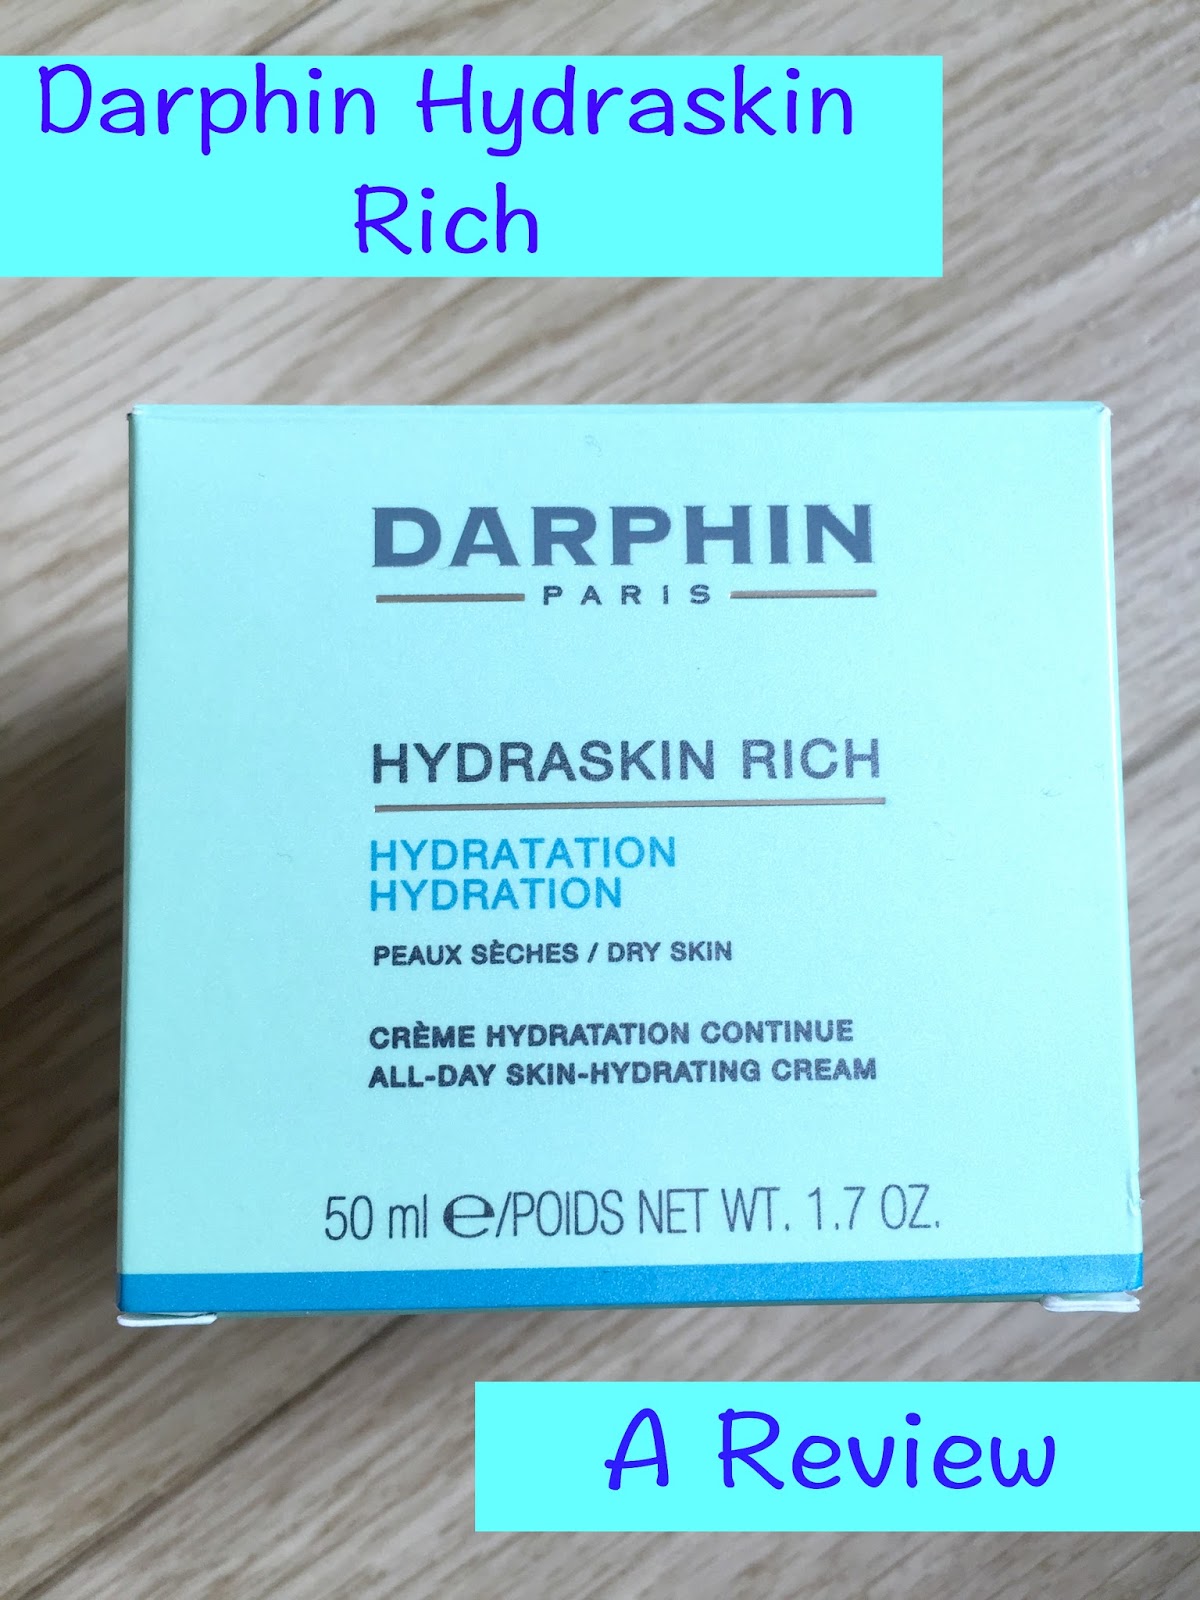 Darphin Hydraskin
Rich
DARPHIN
PARIS
HYDRASKIN RICH
HYDRATATION
HYDRATION
PEAUX SÈCHES / DRY SKIN
CRÈME HYDRATATION CONTINUE
ALL-DAY SKIN-HYDRATING CREAM
50 ml ℮/POIDS NET WT. 1.7 OZ.
A Review